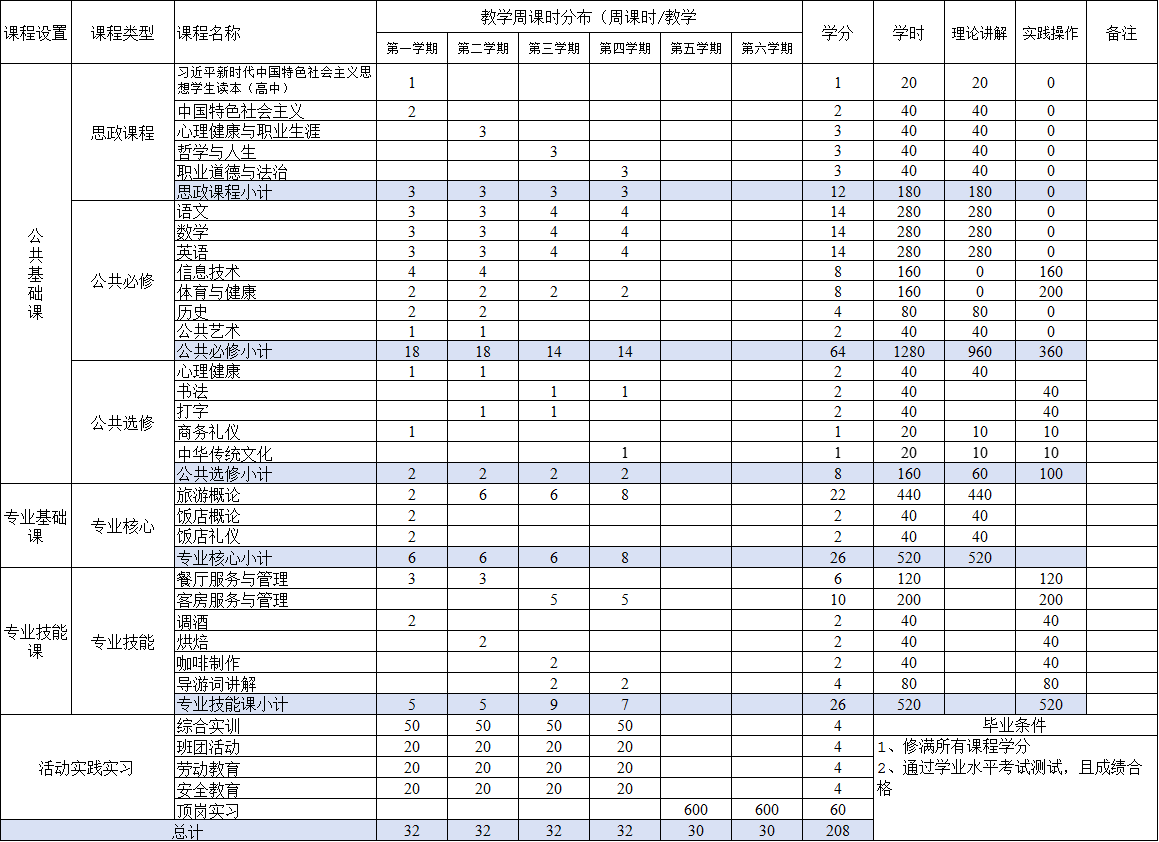 课程设置 课程类型 课程名称 教学周课时分布（周课时/教学 学分 学时 理论讲解 实践操作 备注
第一学期 第二学期 第三学期 第四学期 第五学期 第六学期
公共基础课
思政课程
习近平新时代中国特色社会主义思
想学生读本（高中） 1 1 20 20 0
中国特色社会主义 2 2 40 40 0
心理健康与职业生涯 3 3 40 40 0
哲学与人生 3 3 40 40 0
职业道德与法治 3 3 40 40 0
思政课程小计 3 3 3 3 12 180 180 0
公共必修
语文 3 3 4 4 14 280 280 0
数学 3 3 4 4 14 280 280 0
英语 3 3 4 4 14 280 280 0
信息技术 4 4 8 160 0 160
体育与健康 2 2 2 2 8 160 0 200
历史 2 2 4 80 80 0
公共艺术 1 1 2 40 40 0
公共必修小计 18 18 14 14 64 1280 960 360
公共选修
心理健康 1 1 2 40 40
书法 1 1 2 40 40
打字 1 1 2 40 40
商务礼仪 1 1 20 10 10
中华传统文化 1 1 20 10 10
公共选修小计 2 2 2 2 8 160 60 100
专业基础
课
专业核心
旅游概论 2 6 6 8 22 440 440
饭店概论 2 2 40 40
饭店礼仪 2 2 40 40
专业核心小计 6 6 6 8 26 520 520
专业技能
课
专业技能
餐厅服务与管理 3 3 6 120 120
客房服务与管理 5 5 10 200 200
调酒 2 2 40 40
烘焙 2 2 40 40
咖啡制作 2 2 40 40
导游词讲解 2 2 4 80 80
专业技能课小计 5 5 9 7 26 520 520
活动实践实习
综合实训 50 50 50 50 4 毕业条件
班团活动 20 20 20 20 4 1、修满所有课程学分
劳动教育 20 20 20 20 4 2、通过学业水平考试测试，且成绩合
安全教育 20 20 20 20 4 格
顶岗实习 600 600 60
总计 32 32 32 32 30 30 208